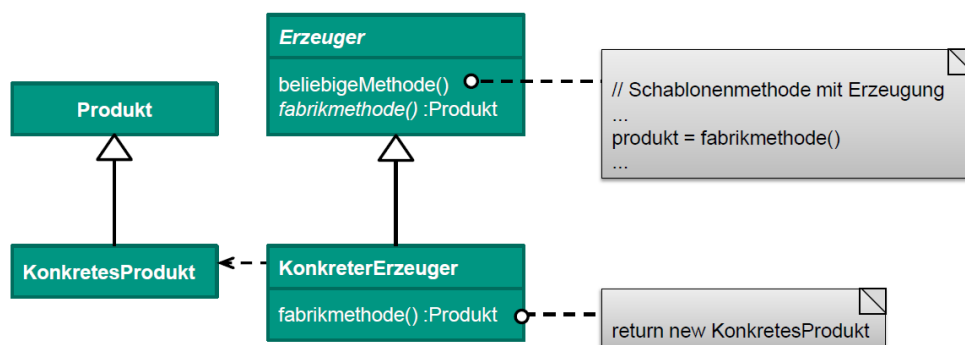 Erzeuger
beliebigeMethode()
fabrikmethode() :Produkt
// Schablonenmethode mit Erzeugung
...
produkt = fabrikmethode()
...
Produkt
KonkretesProdukt
KonkreterErzeuger
fabrikmethode() :Produkt
return new KonkretesProdukt